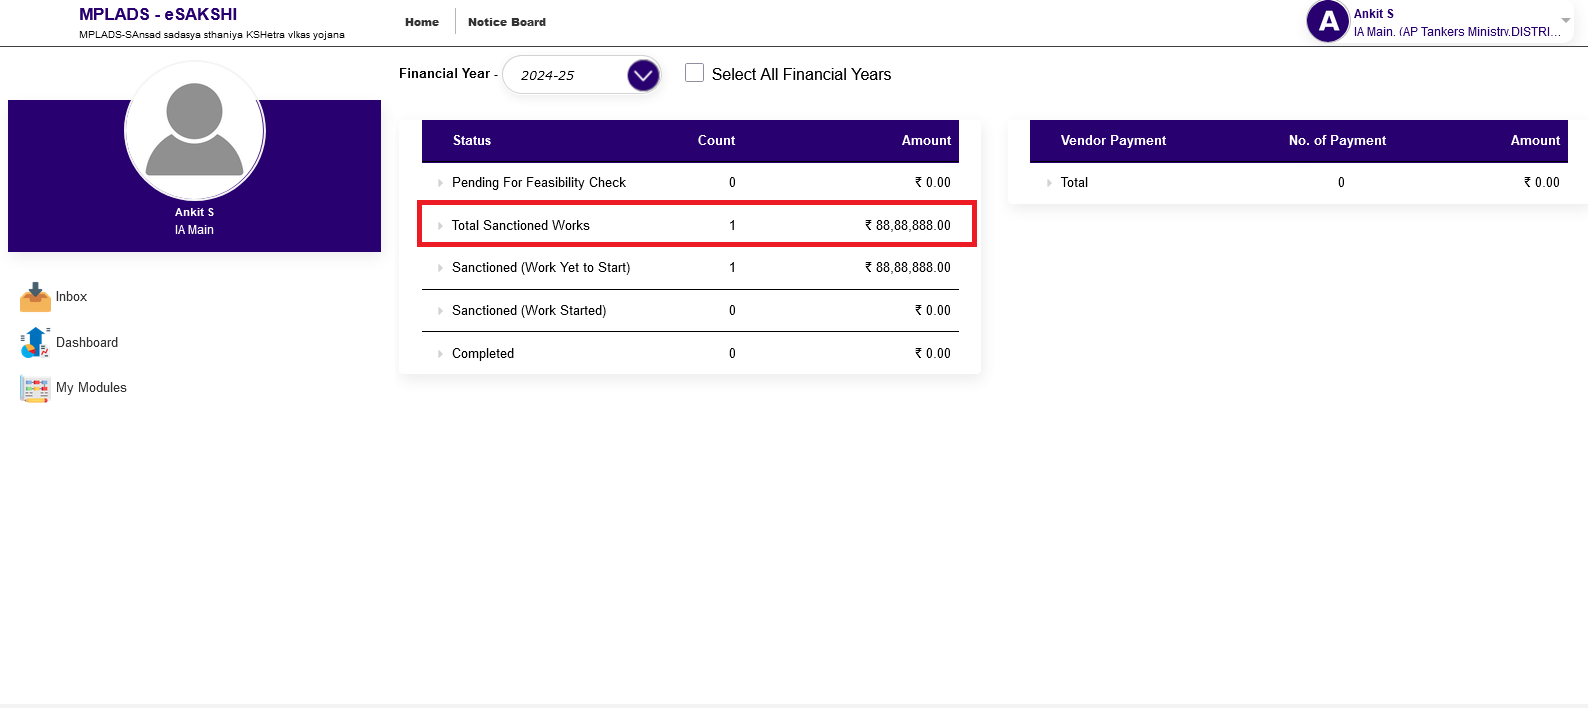 MPLADS - eSAKSHI
MPLADS-SAnsad sadasya sthaniya KSHetra vIkas yojana
Home
Notice Board
A
Ankit S
IA Main. (AP Tankers Ministry.DISTRI...
Ankit S
IA Main
Inbox
Dashboard
My Modules
Financial Year - 2024-25
Select All Financial Years
Status Count Amount
Pending For Feasibility Check 0 ₹ 0.00
Total Sanctioned Works 1 ₹ 88,88,888.00
Sanctioned (Work Yet to Start) 1 ₹ 88,88,888.00
Sanctioned (Work Started) 0 ₹ 0.00
Completed 0 ₹ 0.00
Vendor Payment No. of Payment Amount
Total 0 ₹ 0.00